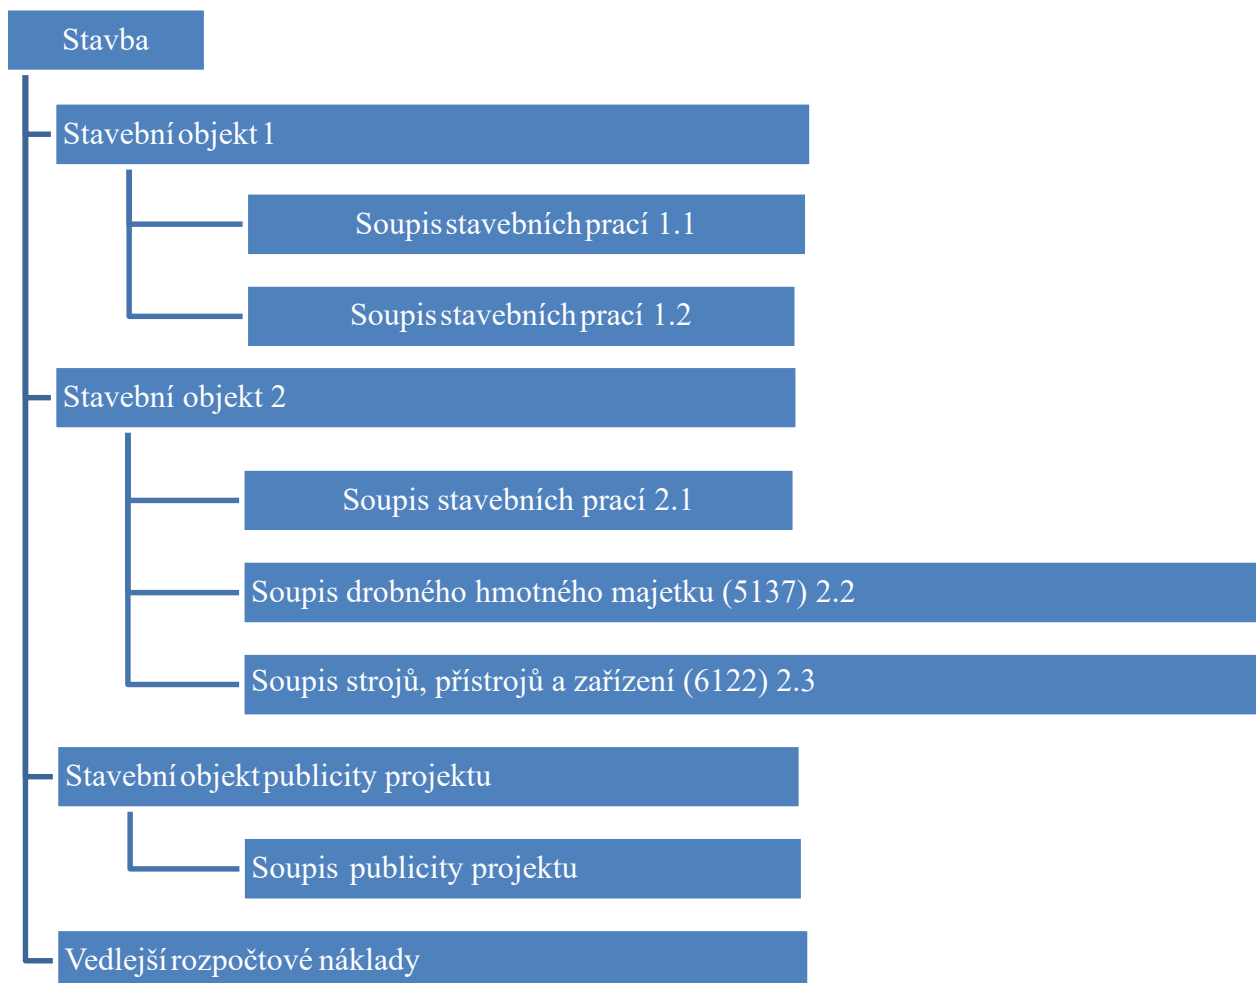 Stavba
Stavební objekt 1
Soupis stavebních prací 1.1
Soupis stavebních prací 1.2
Stavební objekt 2
Soupis stavebních prací 2.1
Soupis drobného hmotného majetku (5137) 2.2
Soupis strojů, přístrojů a zařízení (6122) 2.3
Stavební objekt publicity projektu
Soupis publicity projektu
Vedlejší rozpočtové náklady